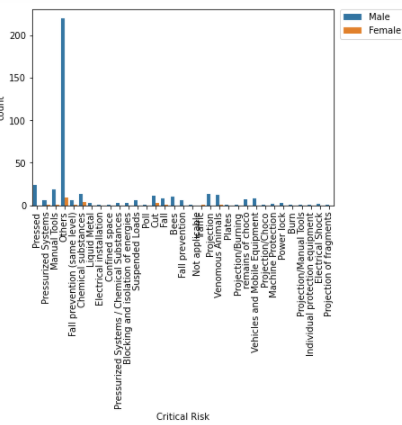 Male
Female
200
150
100
50
0
count
Pressed
Pressurized Systems
Manual Tools
Others
Fall prevention (same level)
Chemical substances
Liquid Metal
Electrical installation
Confined space
Pressurized Systems / Chemical Substances
Blocking and isolation of energies
Suspended Loads
Poll
Cut
Fall
Bees
Fall prevention
Not applicable
Traffic
Projection
Venomous Animals
Plates
Projection/Burning
remains of choco
Vehicles and Mobile Equipment
Projection/Choco
Machine Protection
Power lock
Burn
Projection/Manual Tools
Individual protection equipment
Electrical Shock
Projection of fragments
Critical Risk